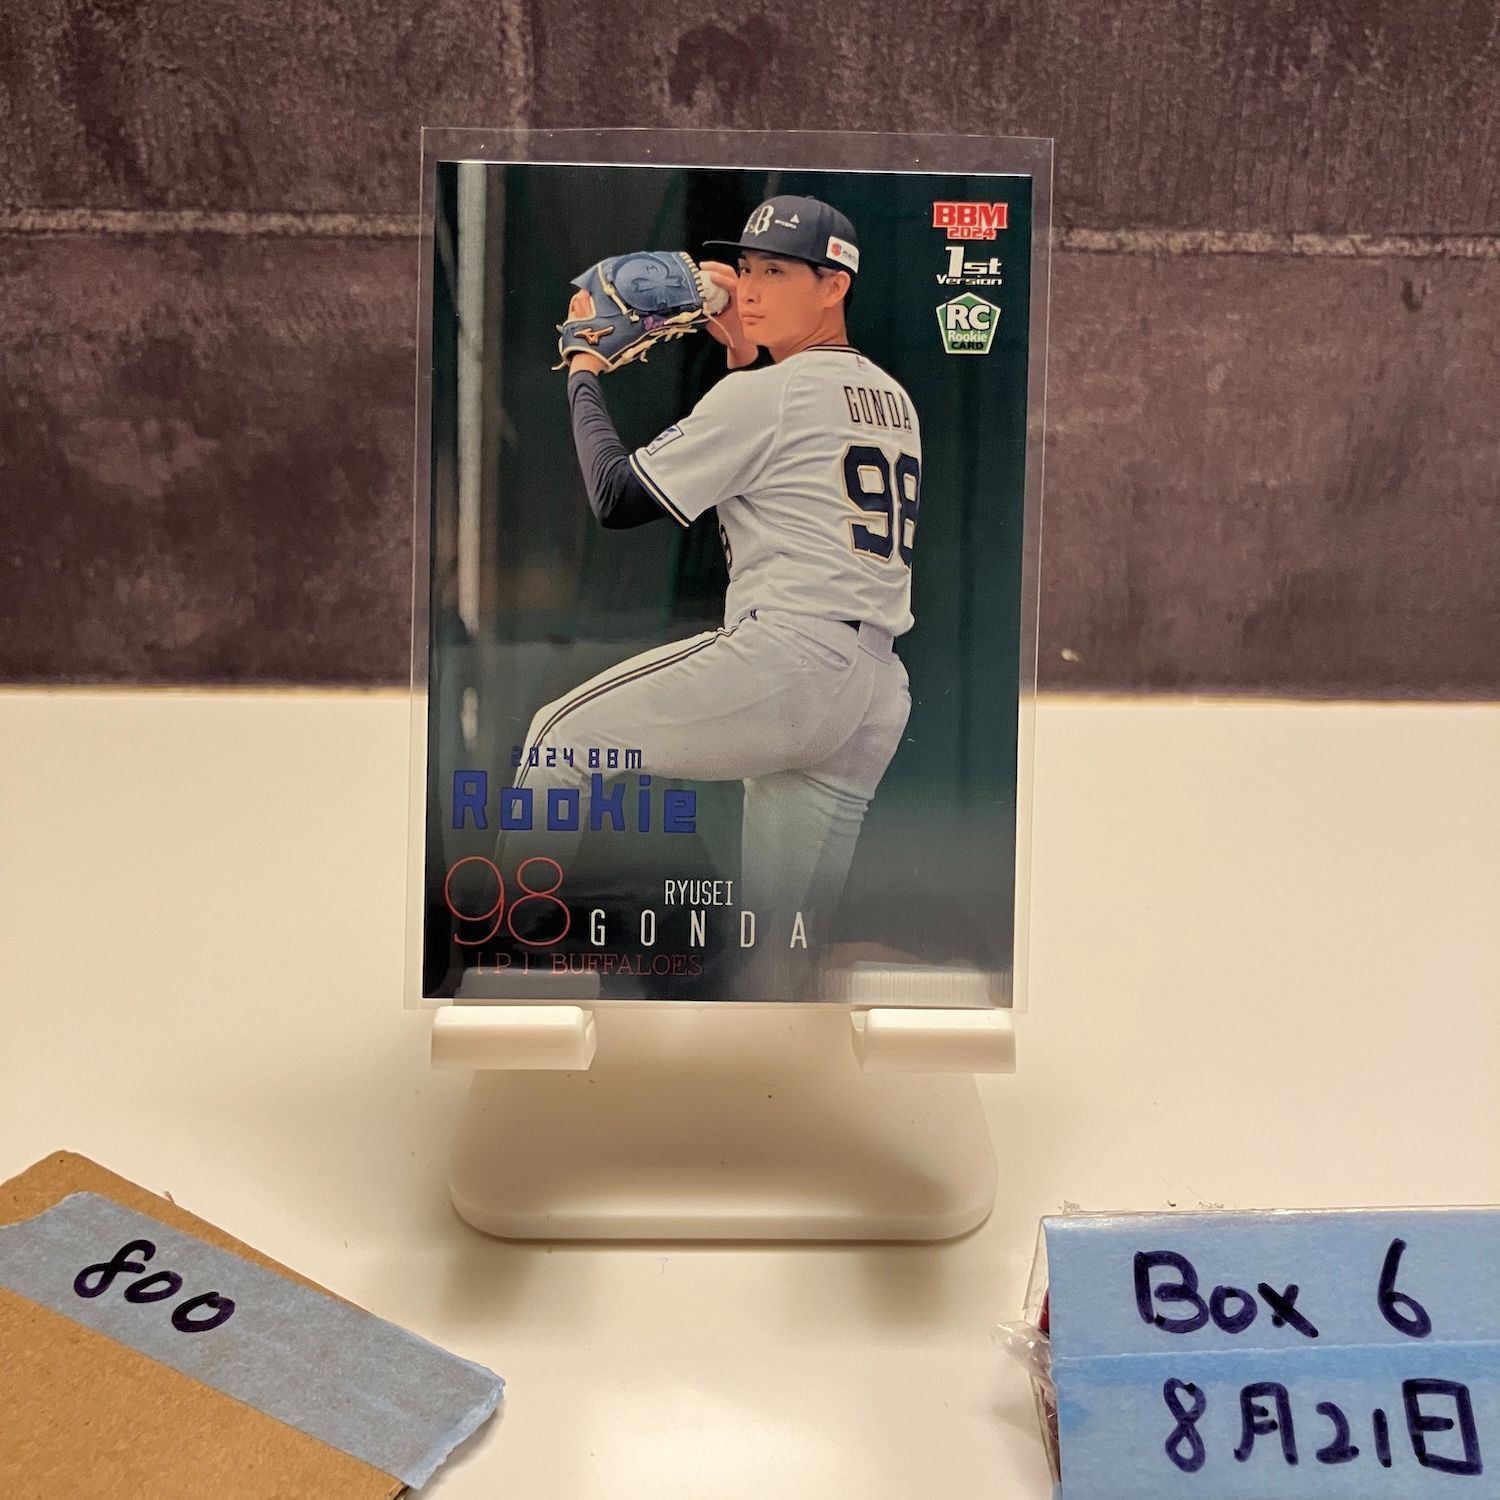 BBM
2024
1st
Version
RC
Rookie
CARD
B
GONDA
98
2024 BBM
Rookie
98
RYUSEI
GONDA
[P] BUFFALOES
800
Box 6
8月21日